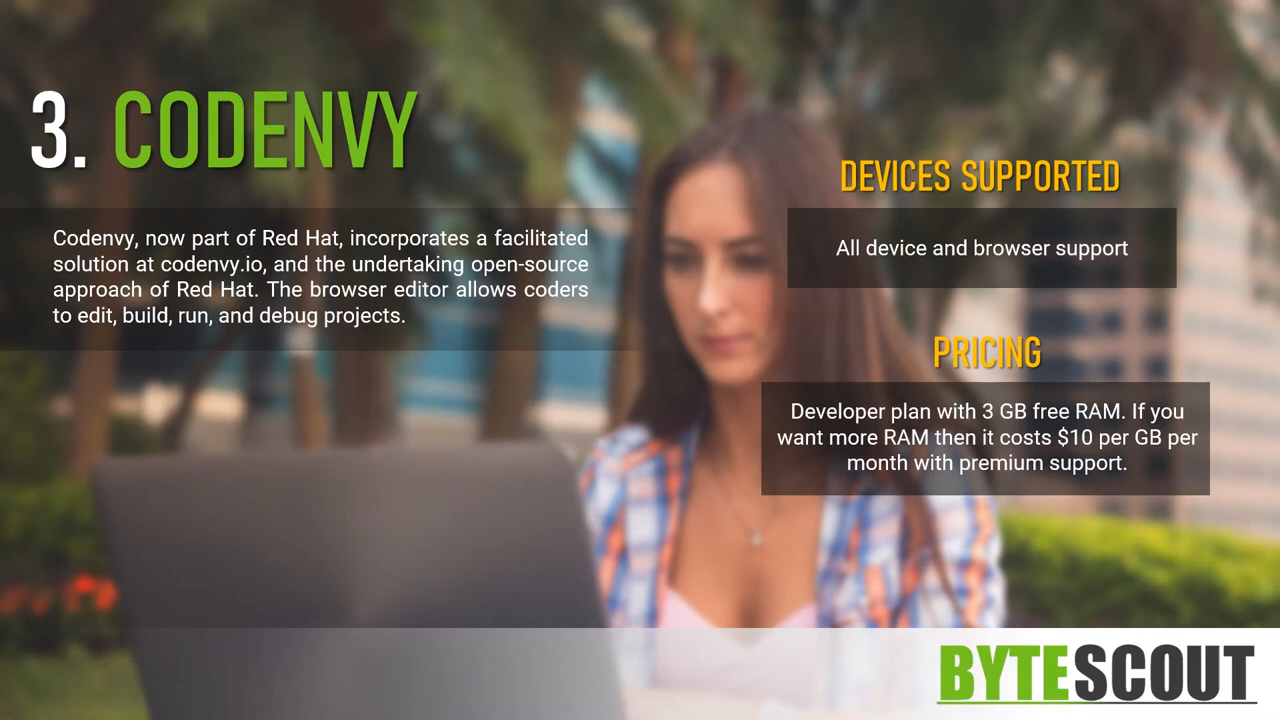 3. CODENVY
Codenvy, now part of Red Hat, incorporates a facilitated
solution at codenvy.io, and the undertaking open-source
approach of Red Hat. The browser editor allows coders
to edit, build, run, and debug projects.
DEVICES SUPPORTED
All device and browser support
PRICING
Developer plan with 3 GB free RAM. If you
want more RAM then it costs $10 per GB per
month with premium support.
BYTESCOUT